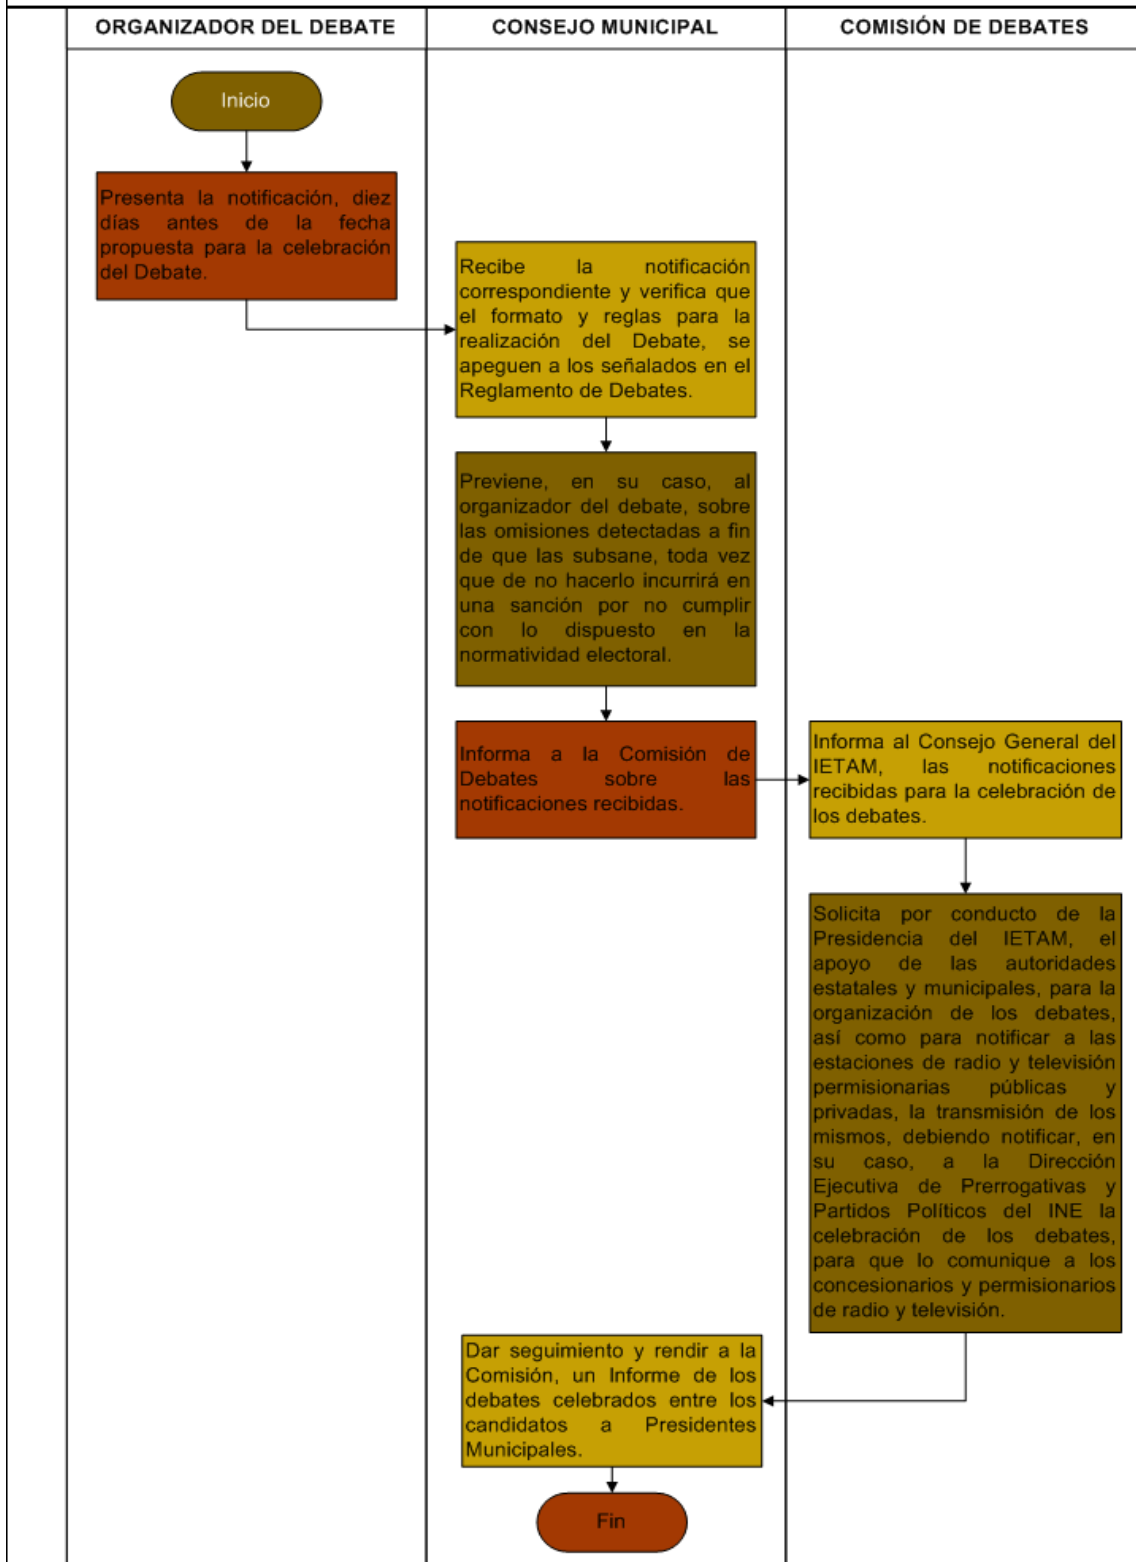 ORGANIZADOR DEL DEBATE
CONSEJO MUNICIPAL
COMISIÓN DE DEBATES
Inicio
Presenta la notificación, diez
días antes de la fecha
propuesta para la celebración
del Debate.
Recibe la notificación
correspondiente y verifica que
el formato y reglas para la
realización del Debate, se
apeguen a los señalados en el
Reglamento de Debates.
Previene, en su caso, al
organizador del debate, sobre
las omisiones detectadas a fin
de que las subsane, toda vez
que de no hacerlo incurrirá en
una sanción por no cumplir
con lo dispuesto en la
normatividad electoral.
Informa a la Comisión de
Debates sobre las
notificaciones recibidas.
Informa al Consejo General del
IETAM, las notificaciones
recibidas para la celebración de
los debates.
Solicita por conducto de la
Presidencia del IETAM, el
apoyo de las autoridades
estatales y municipales, para la
organización de los debates,
así como para notificar a las
estaciones de radio y televisión
permisionarias públicas y
privadas, la transmisión de los
mismos, debiendo notificar, en
su caso, a la Dirección
Ejecutiva de Prerrogativas y
Partidos Políticos del INE la
celebración de los debates,
para que lo comunique a los
concesionarios y permisionarios
de radio y televisión.
Dar seguimiento y rendir a la
Comisión, un Informe de los
debates celebrados entre los
candidatos a Presidentes
Municipales.
Fin